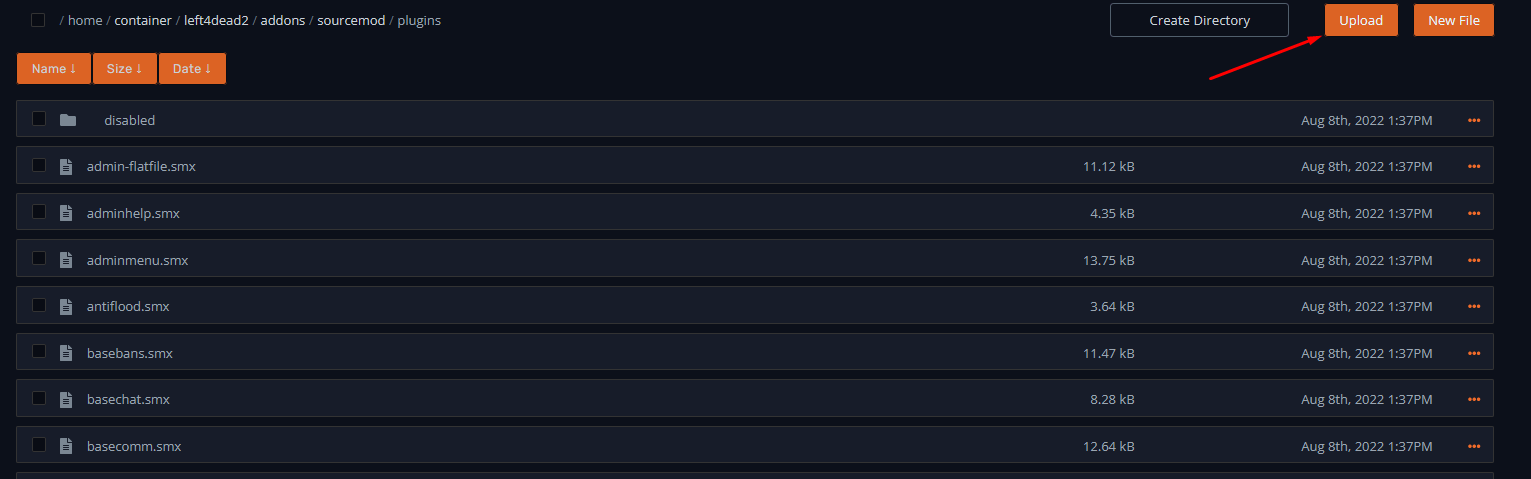 / home / container / left4dead2 / addons / sourcemod / plugins Create Directory Upload New File
Name ↓ Size ↓ Date ↓
disabled Aug 8th, 2022 1:37PM
admin-flatfile.smx 11.12 kB Aug 8th, 2022 1:37PM
adminhelp.smx 4.35 kB Aug 8th, 2022 1:37PM
adminmenu.smx 13.75 kB Aug 8th, 2022 1:37PM
antiflood.smx 3.64 kB Aug 8th, 2022 1:37PM
basebans.smx 11.47 kB Aug 8th, 2022 1:37PM
basechat.smx 8.28 kB Aug 8th, 2022 1:37PM
basecomm.smx 12.64 kB Aug 8th, 2022 1:37PM